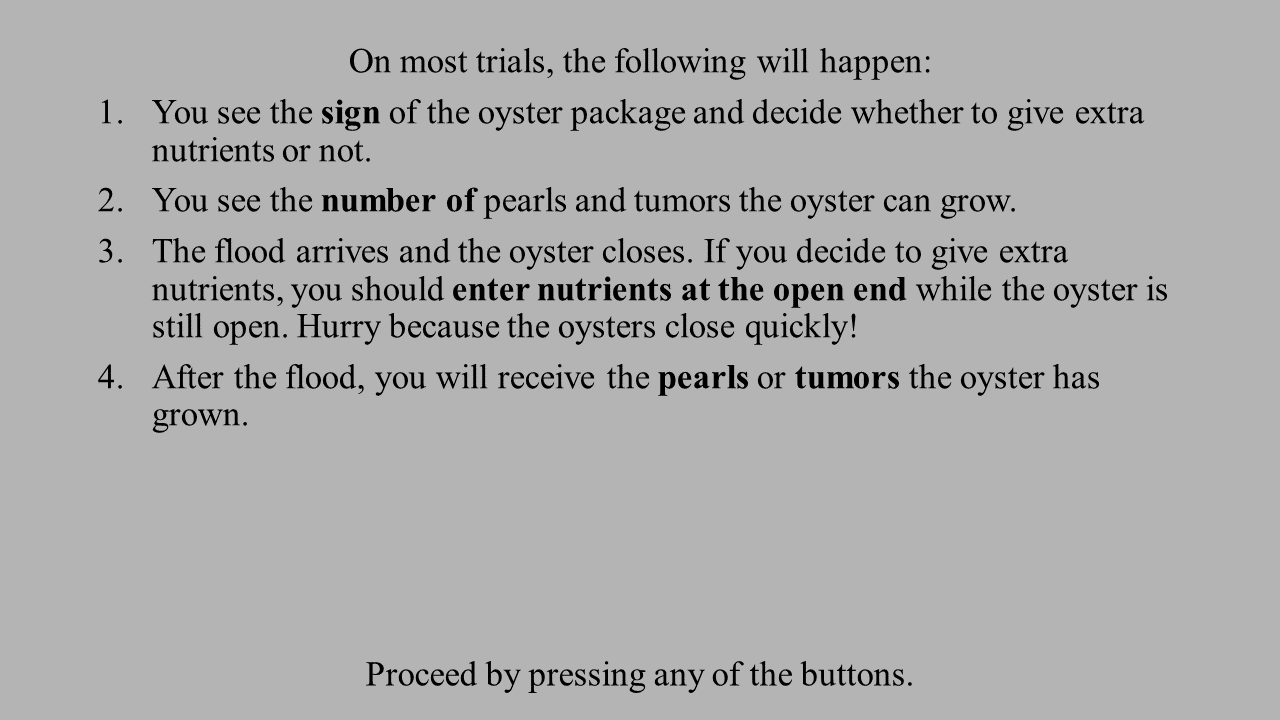 On most trials, the following will happen:
1. You see the sign of the oyster package and decide whether to give extra
nutrients or not.
2. You see the number of pearls and tumors the oyster can grow.
3. The flood arrives and the oyster closes. If you decide to give extra
nutrients, you should enter nutrients at the open end while the oyster is
still open. Hurry because the oysters close quickly!
4. After the flood, you will receive the pearls or tumors the oyster has
grown.
Proceed by pressing any of the buttons.